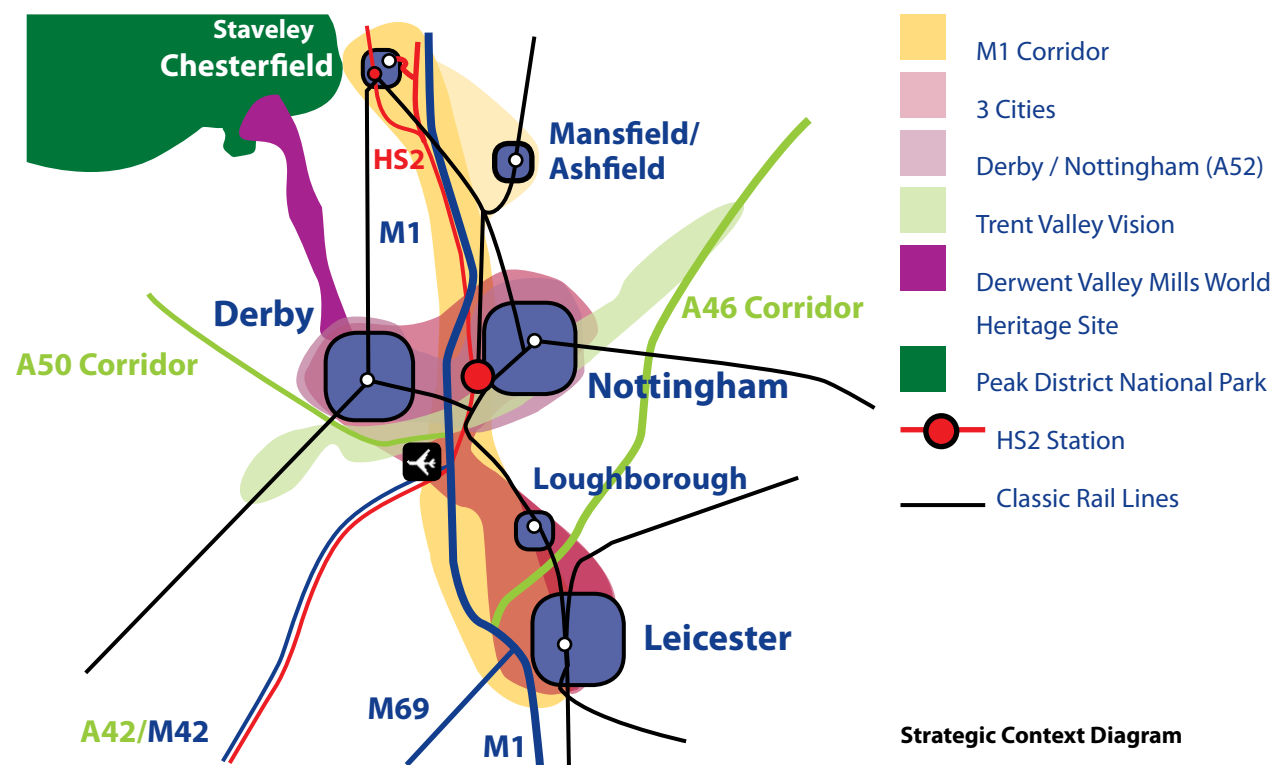 Staveley
Chesterfield
HS2
Mansfield/
Ashfield
M1
Derby
A46 Corridor
A50 Corridor
Nottingham
Loughborough
Leicester
M69
A42/M42
M1
M1 Corridor
3 Cities
Derby / Nottingham (A52)
Trent Valley Vision
Derwent Valley Mills World
Heritage Site
Peak District National Park
HS2 Station
Classic Rail Lines
Strategic Context Diagram